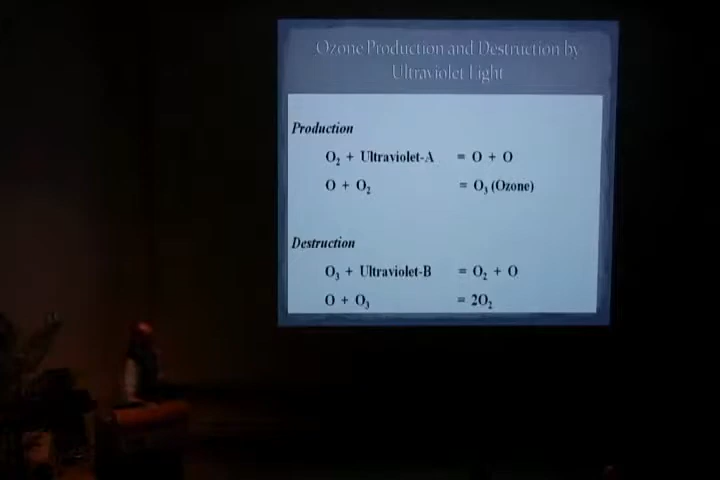 Ozone Production and Destruction by
Ultraviolet Light
Production
O₂ + Ultraviolet-A = O + O
O + O₂ = O₃ (Ozone)
Destruction
O₃ + Ultraviolet-B = O₂ + O
O + O₃ = 2O₂